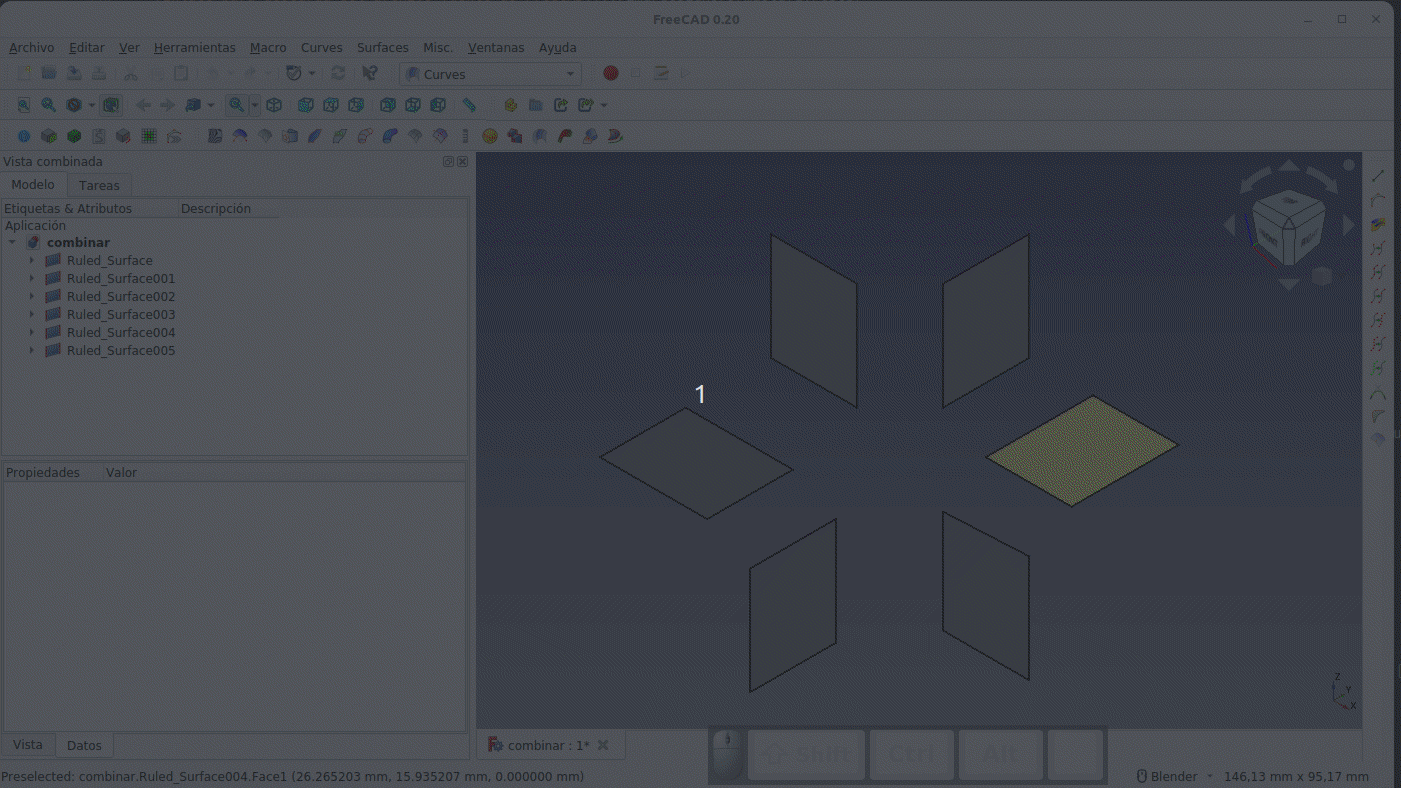 FreeCAD 0.20
Archivo Editar Ver Herramientas Macro Curves Surfaces Misc. Ventanas Ayuda
Curves
Vista combinada
Modelo Tareas
Etiquetas & Atributos Descripción
Aplicación
combinar
Ruled_Surface
Ruled_Surface001
Ruled_Surface002
Ruled_Surface003
Ruled_Surface004
Ruled_Surface005
1
Propiedades Valor
Z
Y
X
Vista Datos
combinar : 1*
Shift Ctrl Alt
Preselected: combinar.Ruled_Surface004.Face1 (26.265203 mm, 15.935207 mm, 0.000000 mm)
Blender 146,13 mm x 95,17 mm